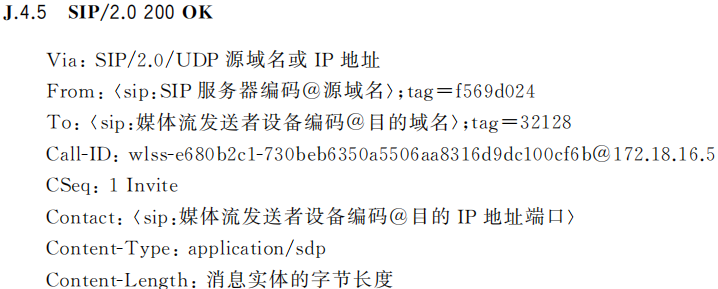 J.4.5 SIP/2.0 200 OK
Via: SIP/2.0/UDP 源域名或 IP 地址
From:〈sip:SIP 服务器编码@源域名〉;tag=f569d024
To:〈sip:媒体流发送者设备编码@目的域名〉;tag=32128
Call-ID: wlss-e680b2c1-730beb6350a5506aa8316d9dc100cf6b@172.18.16.5
CSeq: 1 Invite
Contact:〈sip:媒体流发送者设备编码@目的 IP 地址端口〉
Content-Type: application/sdp
Content-Length: 消息实体的字节长度